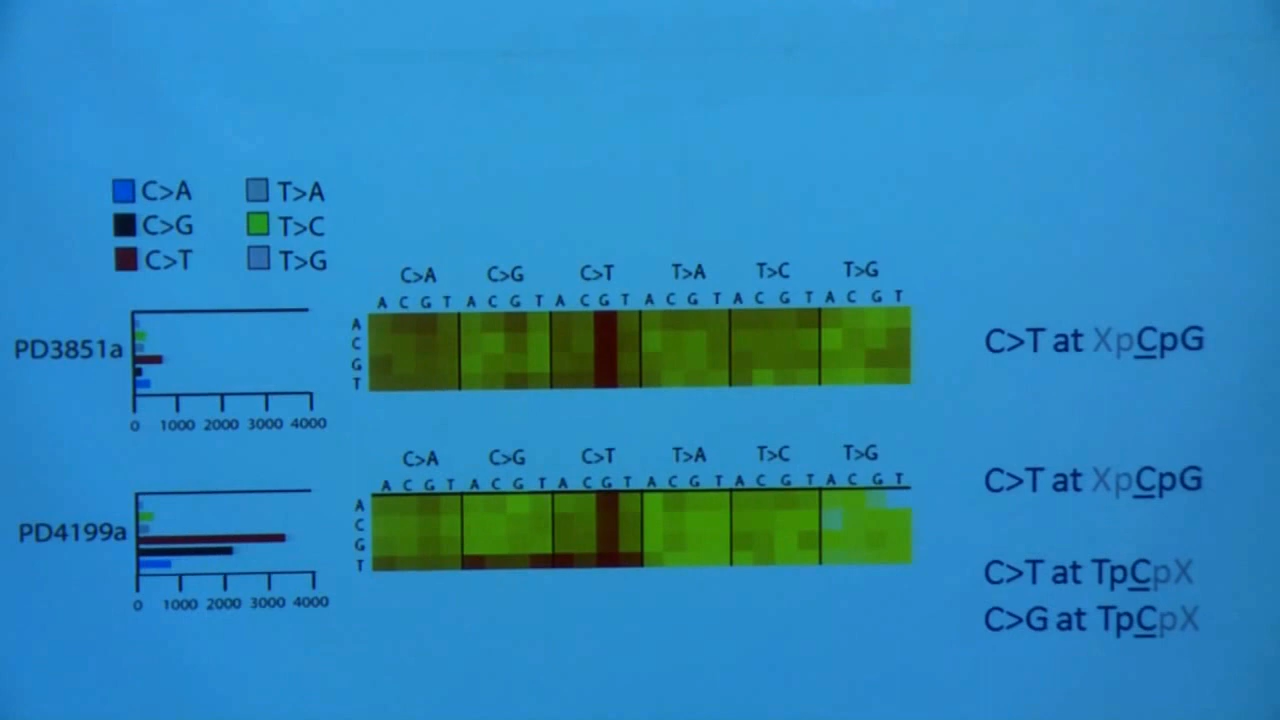 C>A T>A
C>G T>C
C>T T>G
C>A C>G C>T T>A T>C T>G
A C G T A C G T A C G T A C G T A C G T A C G T
PD3851a
A
C
G
T
0 1000 2000 3000 4000
C>T at XpCpG
C>A C>G C>T T>A T>C T>G
A C G T A C G T A C G T A C G T A C G T A C G T
PD4199a
A
C
G
T
0 1000 2000 3000 4000
C>T at XpCpG
C>T at TpCpX
C>G at TpCpX